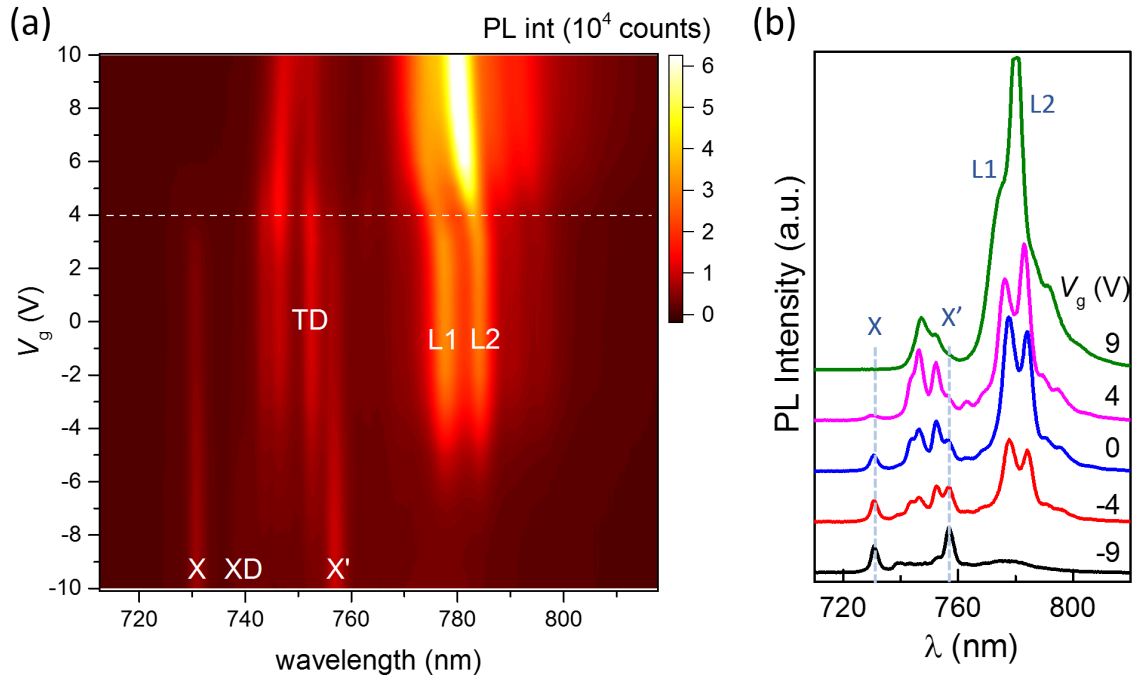 (a)
PL int (10⁴ counts)
10
8
6
4
2
0
-2
-4
-6
-8
-10
V_g (V)
6
5
4
3
2
1
0
TD
L1
L2
X
XD
X'
720
740
760
780
800
wavelength (nm)
(b)
PL Intensity (a.u.)
L2
L1
X
X’
V_g (V)
9
4
0
-4
-9
720
760
800
λ (nm)